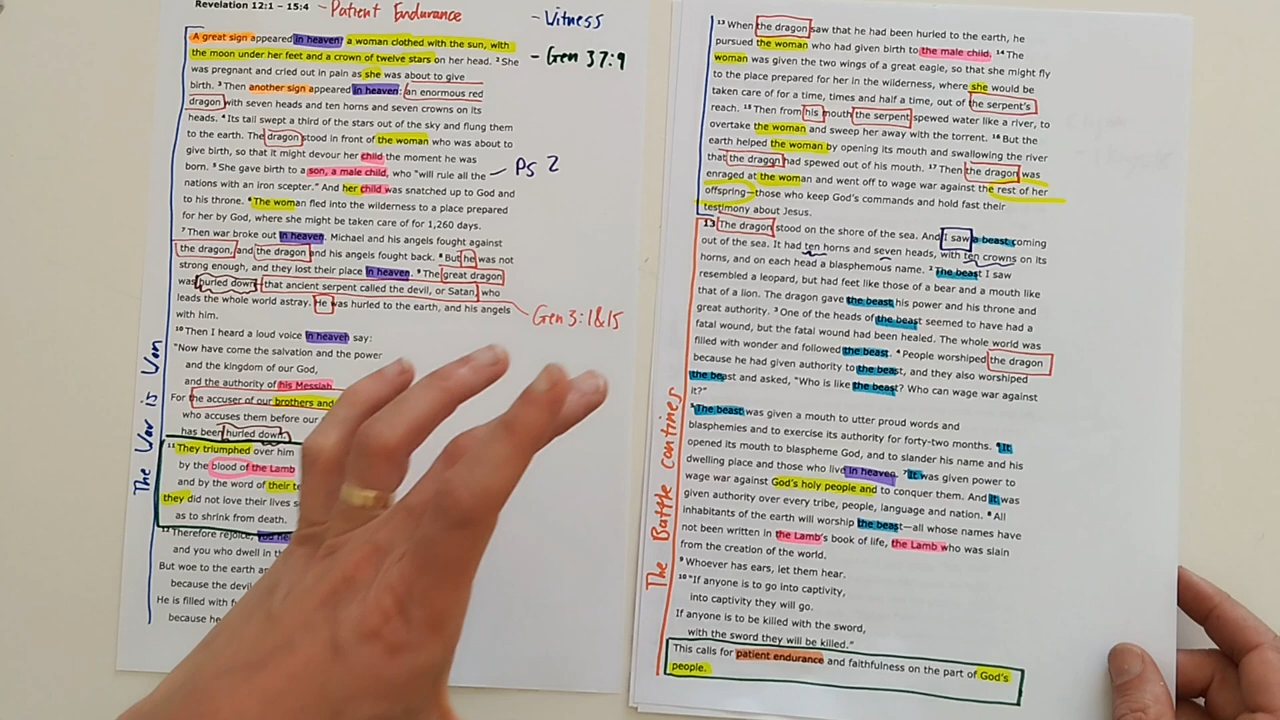 Revelation 12:1 – 15:4 - Patient Endurance
- Witness
A great sign appeared in heaven: a woman clothed with the sun, with
the moon under her feet and a crown of twelve stars on her head. ² She - Gen 37:9
was pregnant and cried out in pain as she was about to give
birth. ³ Then another sign appeared in heaven: an enormous red
dragon with seven heads and ten horns and seven crowns on its
heads. ⁴ Its tail swept a third of the stars out of the sky and flung them
to the earth. The dragon stood in front of the woman who was about to
give birth, so that it might devour her child the moment he was
born. ⁵ She gave birth to a son, a male child, who "will rule all the - Ps 2
nations with an iron scepter." And her child was snatched up to God and
to his throne. ⁶ The woman fled into the wilderness to a place prepared
for her by God, where she might be taken care of for 1,260 days.
⁷ Then war broke out in heaven. Michael and his angels fought against
the dragon, and the dragon and his angels fought back. ⁸ But he was not
strong enough, and they lost their place in heaven. ⁹ The great dragon
was hurled down—that ancient serpent called the devil, or Satan, who
leads the whole world astray. He was hurled to the earth, and his angels
with him.
Gen 3:1&15
¹⁰ Then I heard a loud voice in heaven say:
"Now have come the salvation and the power
and the kingdom of our God,
and the authority of his Messiah.
For the accuser of our brothers and
who accuses them before our
has been hurled down.
¹¹ They triumphed over him
by the blood of the Lamb
and by the word of their
they did not love their lives
as to shrink from death.
¹² Therefore rejoice,
and you who dwell in
But woe to the earth
because the devil
He is filled with
because he
The War is Won
¹³ When the dragon saw that he had been hurled to the earth, he
pursued the woman who had given birth to the male child. ¹⁴ The
woman was given the two wings of a great eagle, so that she might fly
to the place prepared for her in the wilderness, where she would be
taken care of for a time, times and half a time, out of the serpent's
reach. ¹⁵ Then from his mouth the serpent spewed water like a river, to
overtake the woman and sweep her away with the torrent. ¹⁶ But the
earth helped the woman by opening its mouth and swallowing the river
that the dragon had spewed out of his mouth. ¹⁷ Then the dragon was
enraged at the woman and went off to wage war against the rest of her
offspring—those who keep God's commands and hold fast their
testimony about Jesus.
13 The dragon stood on the shore of the sea. And I saw a beast coming
out of the sea. It had ten horns and seven heads, with ten crowns on its
horns, and on each head a blasphemous name. ² The beast I saw
resembled a leopard, but had feet like those of a bear and a mouth like
that of a lion. The dragon gave the beast his power and his throne and
great authority. ³ One of the heads of the beast seemed to have had a
fatal wound, but the fatal wound had been healed. The whole world was
filled with wonder and followed the beast. ⁴ People worshiped the dragon
because he had given authority to the beast, and they also worshiped
the beast and asked, "Who is like the beast? Who can wage war against
it?"
⁵ The beast was given a mouth to utter proud words and
blasphemies and to exercise its authority for forty-two months. ⁶ It
opened its mouth to blaspheme God, and to slander his name and his
dwelling place and those who live in heaven. ⁷ It was given power to
wage war against God's holy people and to conquer them. And it was
given authority over every tribe, people, language and nation. ⁸ All
inhabitants of the earth will worship the beast—all whose names have
not been written in the Lamb's book of life, the Lamb who was slain
from the creation of the world.
⁹ Whoever has ears, let them hear.
¹⁰ "If anyone is to go into captivity,
into captivity they will go.
If anyone is to be killed with the sword,
with the sword they will be killed."
This calls for patient endurance and faithfulness on the part of God's
people.
The Battle contines